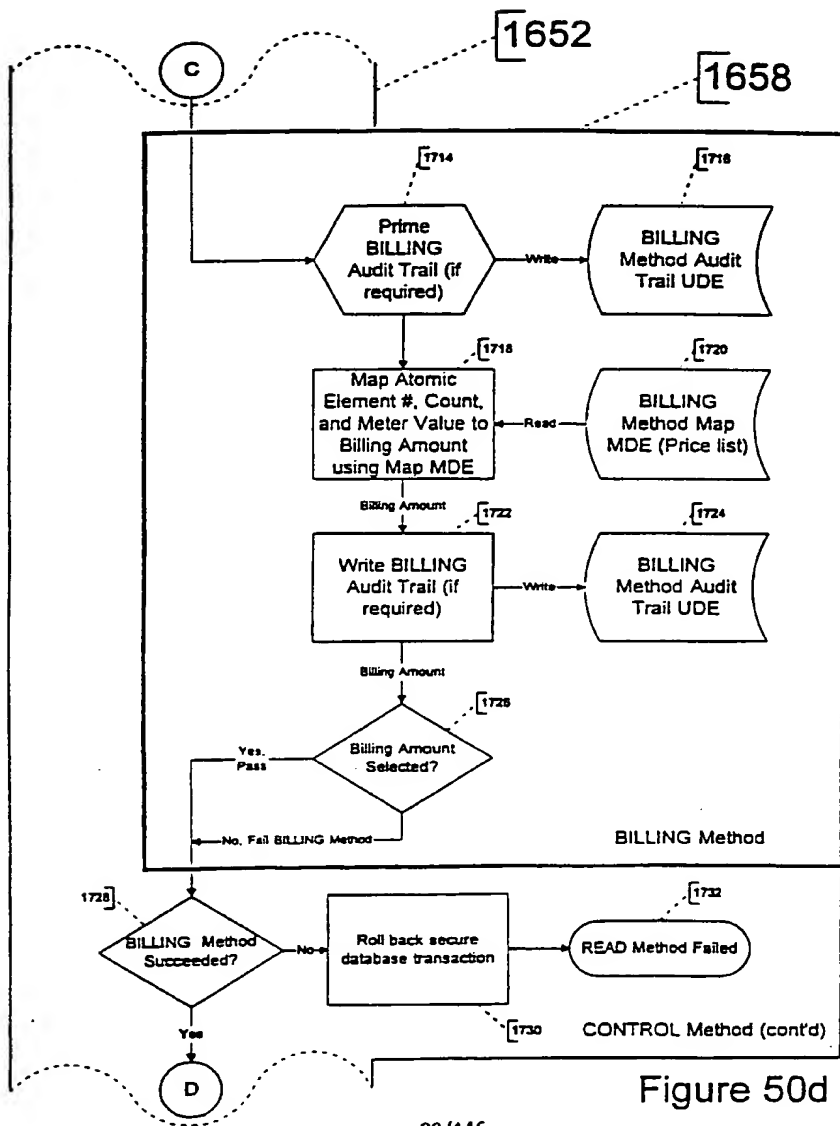 1652
C
1658
1714
1716
Prime
BILLING
Audit Trail (if
required)
Write
BILLING
Method Audit
Trail UDE
1718
1720
Map Atomic
Element #, Count,
and Meter Value to
Billing Amount
using Map MDE
Read
BILLING
Method Map
MDE (Price list)
Billing Amount
1722
1724
Write BILLING
Audit Trail (if
required)
Write
BILLING
Method Audit
Trail UDE
Billing Amount
1726
Yes,
Pass
Billing Amount
Selected?
No, Fail BILLING Method
BILLING Method
1728
1732
BILLING Method
Succeeded?
No
Roll back secure
database transaction
READ Method Failed
Yes
1730
CONTROL Method (cont'd)
D
Figure 50d